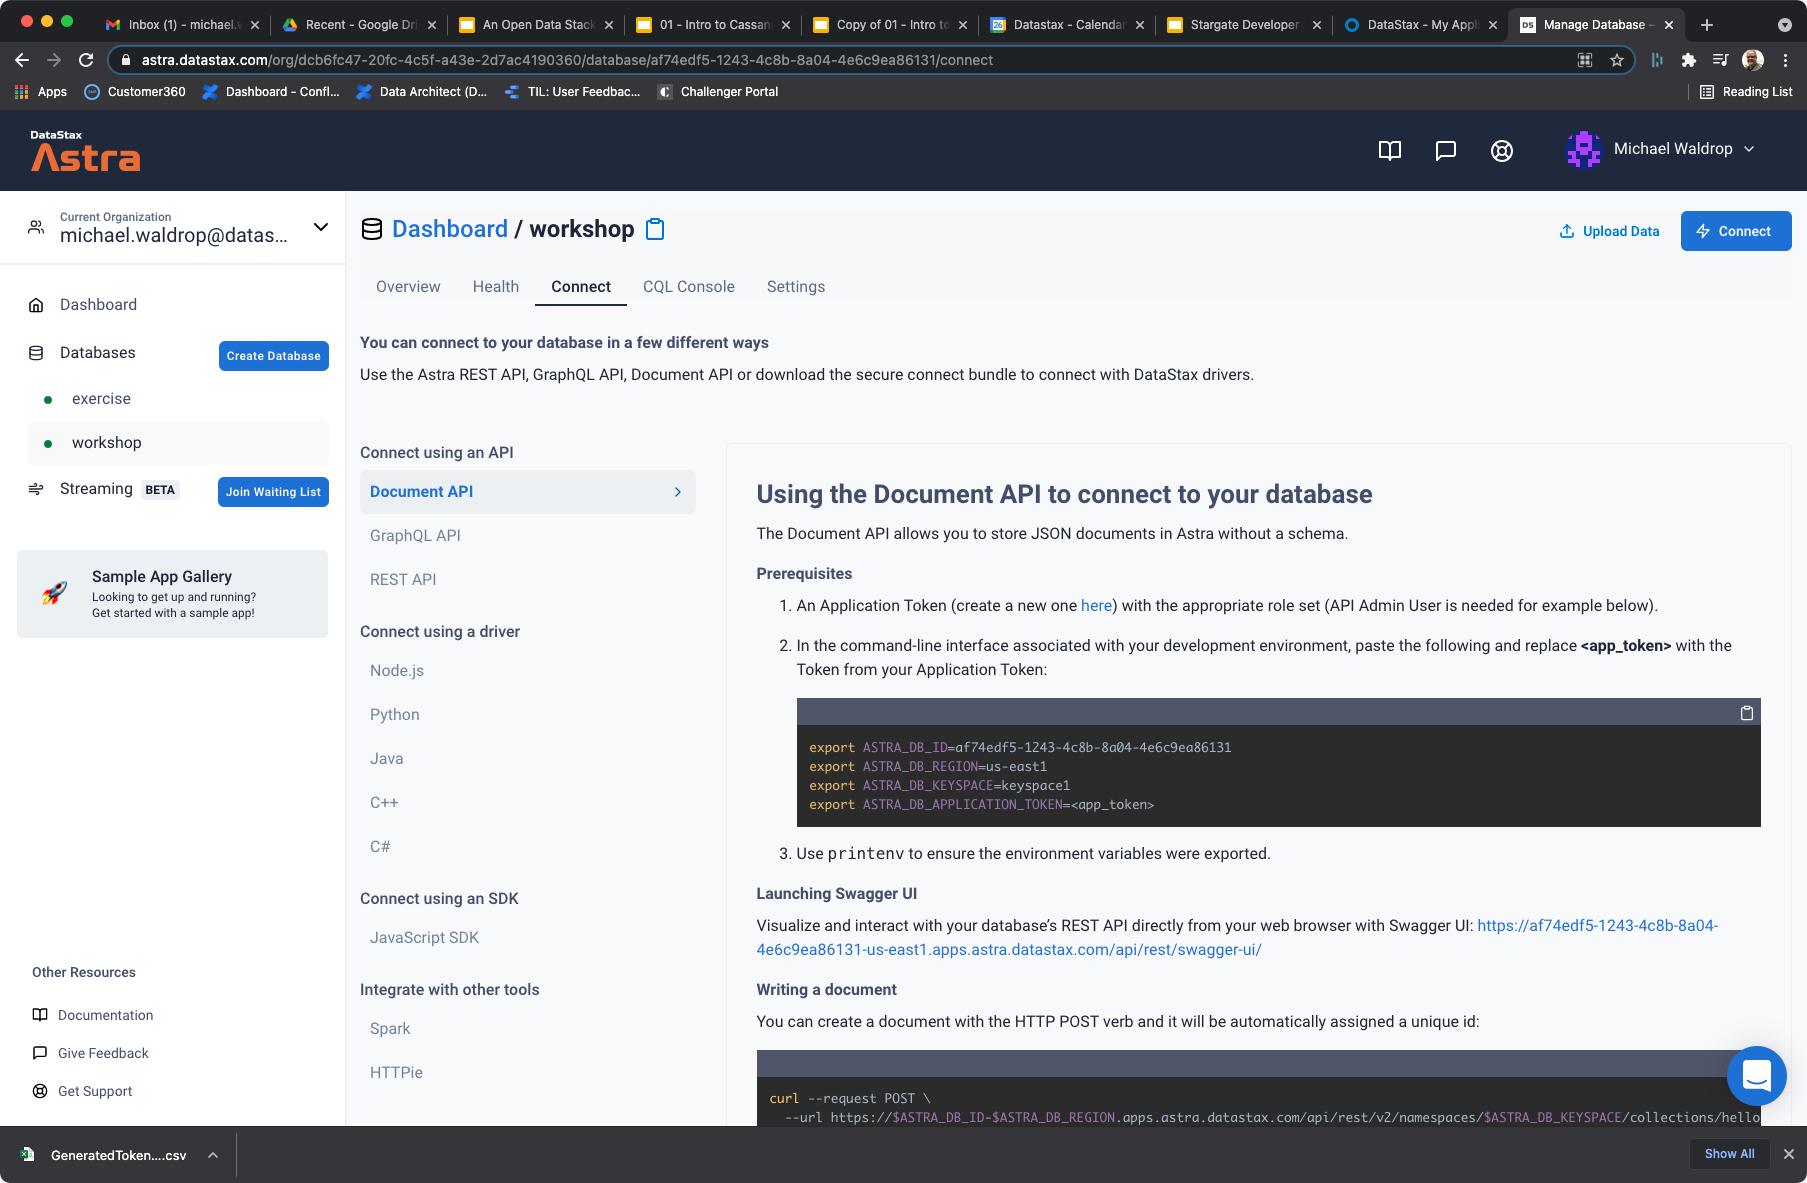 Inbox (1) - michael.w
Recent - Google Dri
An Open Data Stack
01 - Intro to Cassan
Copy of 01 - Intro to
Datastax - Calendar
Stargate Developer
DataStax - My Appli
Manage Database -
astra.datastax.com/org/dcb6fc47-20fc-4c5f-a43e-2d7ac4190360/database/af74edf5-1243-4c8b-8a04-4e6c9ea86131/connect
Apps
Customer360
Dashboard - Confl...
Data Architect (D...
TIL: User Feedbac...
Challenger Portal
Reading List
DataStax
Astra
Michael Waldrop
Current Organization
michael.waldrop@datas...
Dashboard / workshop
Upload Data
Connect
Overview
Health
Connect
CQL Console
Settings
Dashboard
Databases
Create Database
exercise
workshop
Streaming BETA
Join Waiting List
Sample App Gallery
Looking to get up and running?
Get started with a sample app!
Other Resources
Documentation
Give Feedback
Get Support
You can connect to your database in a few different ways
Use the Astra REST API, GraphQL API, Document API or download the secure connect bundle to connect with DataStax drivers.
Connect using an API
Document API
GraphQL API
REST API
Connect using a driver
Node.js
Python
Java
C++
C#
Connect using an SDK
JavaScript SDK
Integrate with other tools
Spark
HTTPie
Using the Document API to connect to your database
The Document API allows you to store JSON documents in Astra without a schema.
Prerequisites
1. An Application Token (create a new one here) with the appropriate role set (API Admin User is needed for example below).
2. In the command-line interface associated with your development environment, paste the following and replace <app_token> with the
Token from your Application Token:
export ASTRA_DB_ID=af74edf5-1243-4c8b-8a04-4e6c9ea86131
export ASTRA_DB_REGION=us-east1
export ASTRA_DB_KEYSPACE=keyspace1
export ASTRA_DB_APPLICATION_TOKEN=<app_token>
3. Use printenv to ensure the environment variables were exported.
Launching Swagger UI
Visualize and interact with your database's REST API directly from your web browser with Swagger UI: https://af74edf5-1243-4c8b-8a04-
4e6c9ea86131-us-east1.apps.astra.datastax.com/api/rest/swagger-ui/
Writing a document
You can create a document with the HTTP POST verb and it will be automatically assigned a unique id:
curl --request POST \
--url https://$ASTRA_DB_ID-$ASTRA_DB_REGION.apps.astra.datastax.com/api/rest/v2/namespaces/$ASTRA_DB_KEYSPACE/collections/hello
GeneratedToken....csv
Show All